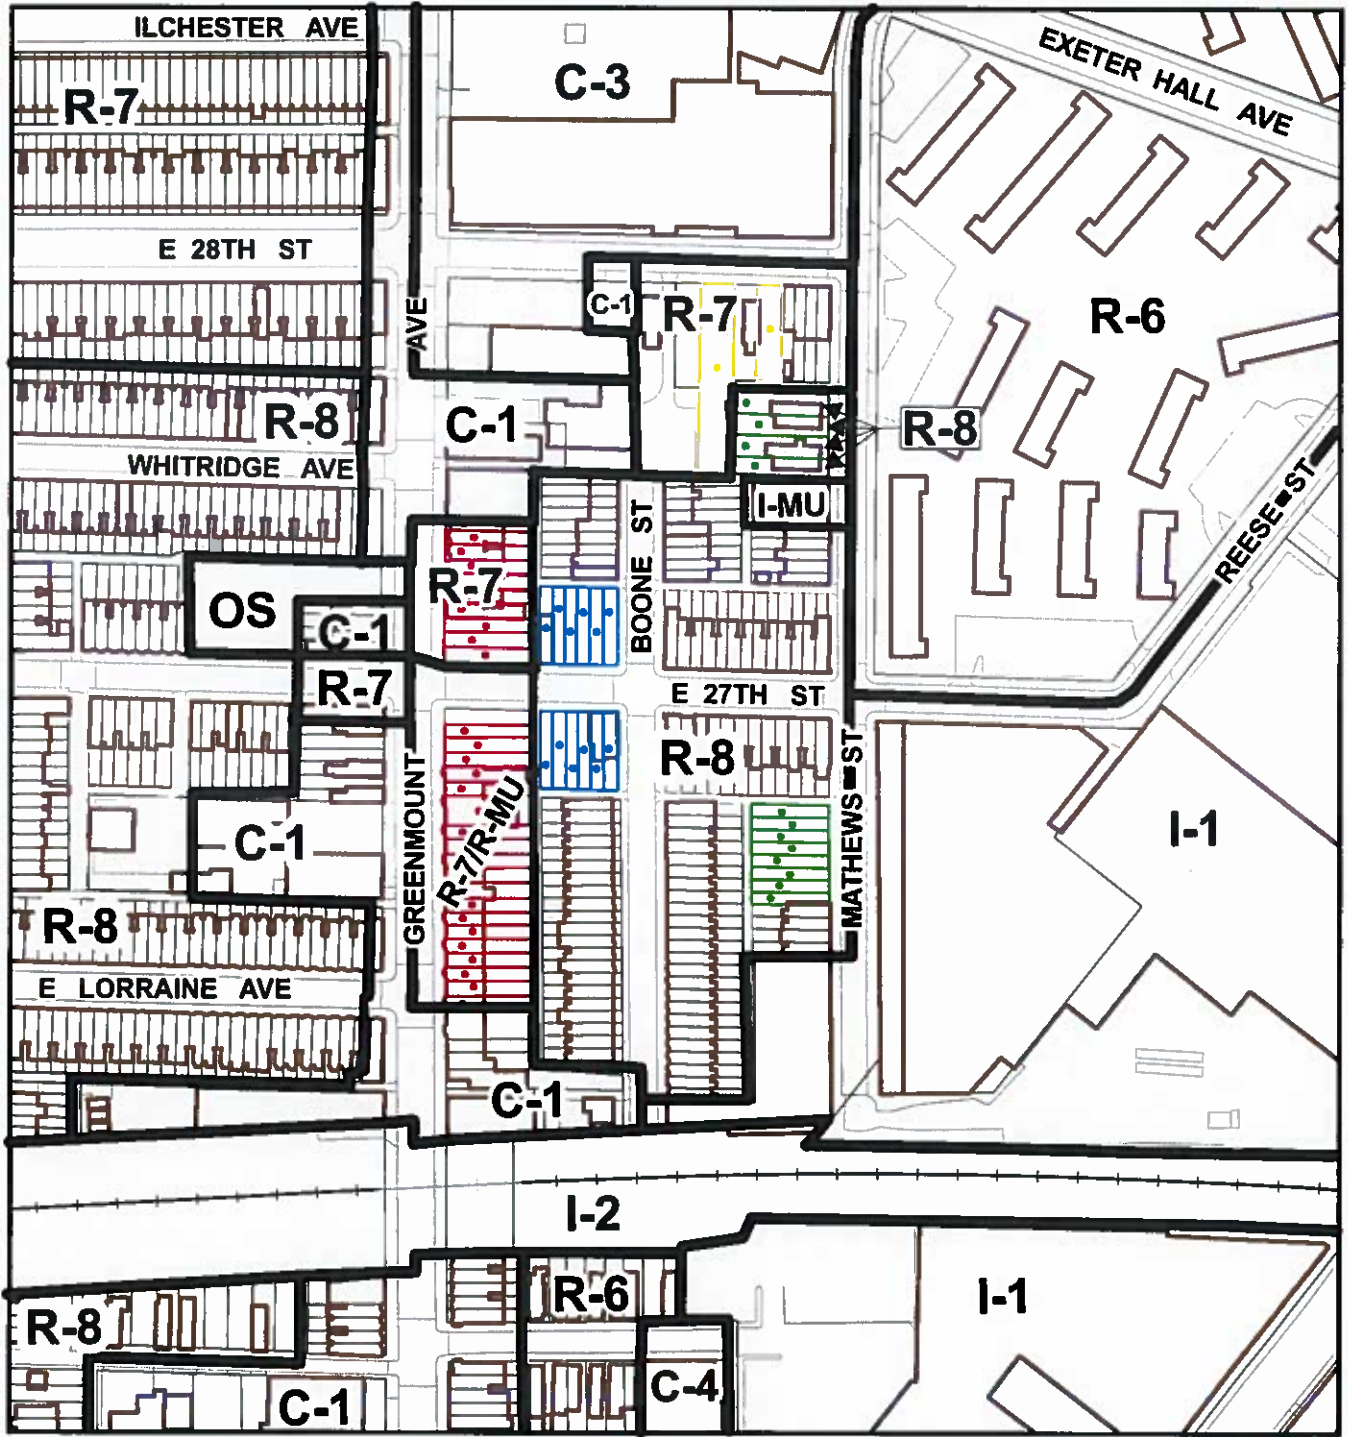 ILCHESTER AVE
EXETER HALL AVE
C-3
R-7
E 28TH ST
AVE
C-1
R-7
R-6
R-8
C-1
R-8
WHITRIDGE AVE
I-MU
BOONE ST
REESE ST
R-7
OS
C-1
R-7
E 27TH ST
R-8
MATHEWS ST
GREENMOUNT
R-7/R-MU
C-1
I-1
R-8
E LORRAINE AVE
C-1
I-2
R-6
I-1
R-8
C-4
C-1